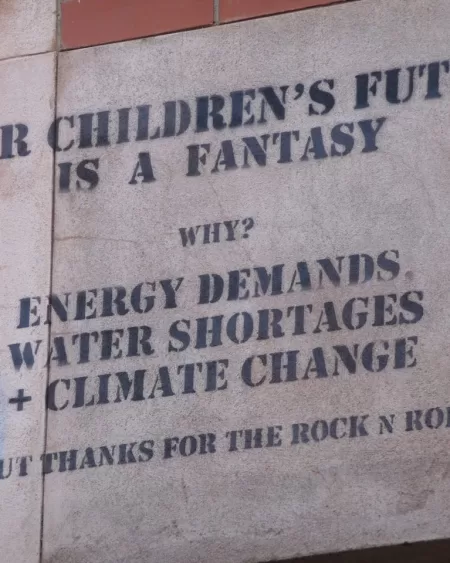 R CHILDREN'S FUT
IS A FANTASY
WHY?
ENERGY DEMANDS,
WATER SHORTAGES
+ CLIMATE CHANGE
UT THANKS FOR THE ROCK N RO